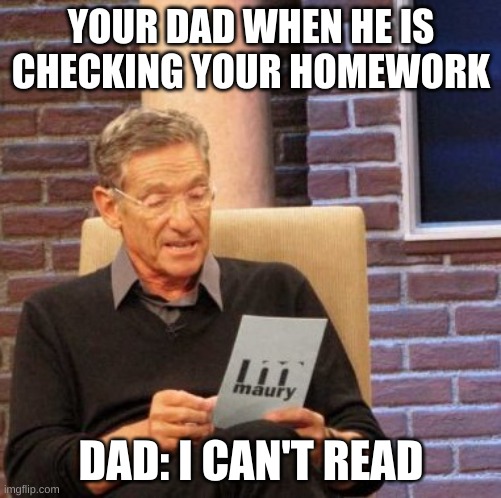 YOUR DAD WHEN HE IS
CHECKING YOUR HOMEWORK
maury
DAD: I CAN'T READ
imgflip.com